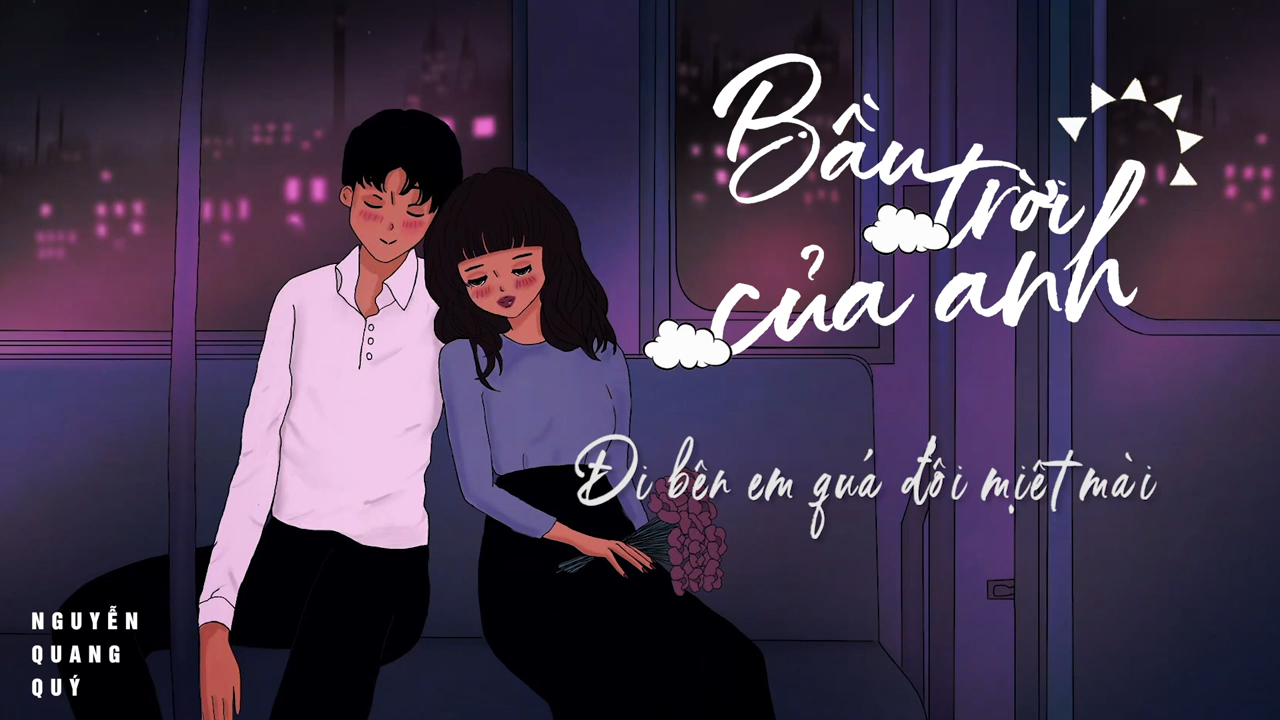 Bầu trời
của anh
Đi bên em quá đỗi miệt mài
NGUYỄN
QUANG
QUÝ